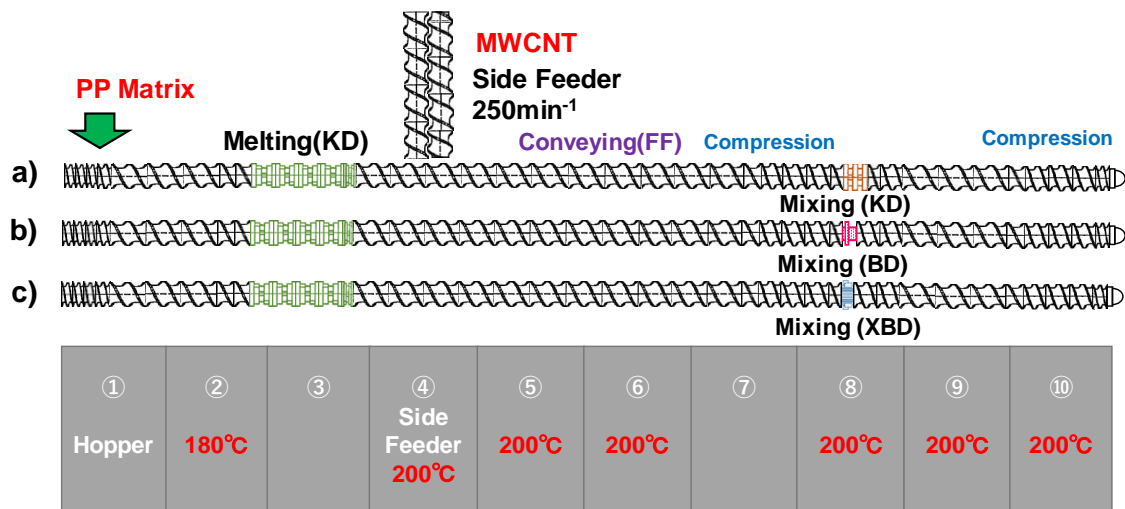 MWCNT
Side Feeder
250min⁻¹
PP Matrix
Melting(KD)
Conveying(FF)
Compression
Compression
a)
Mixing (KD)
b)
Mixing (BD)
c)
Mixing (XBD)
① ② ③ ④ ⑤ ⑥ ⑦ ⑧ ⑨ ⑩
Hopper
180℃
Side
Feeder
200℃
200℃
200℃
200℃
200℃
200℃